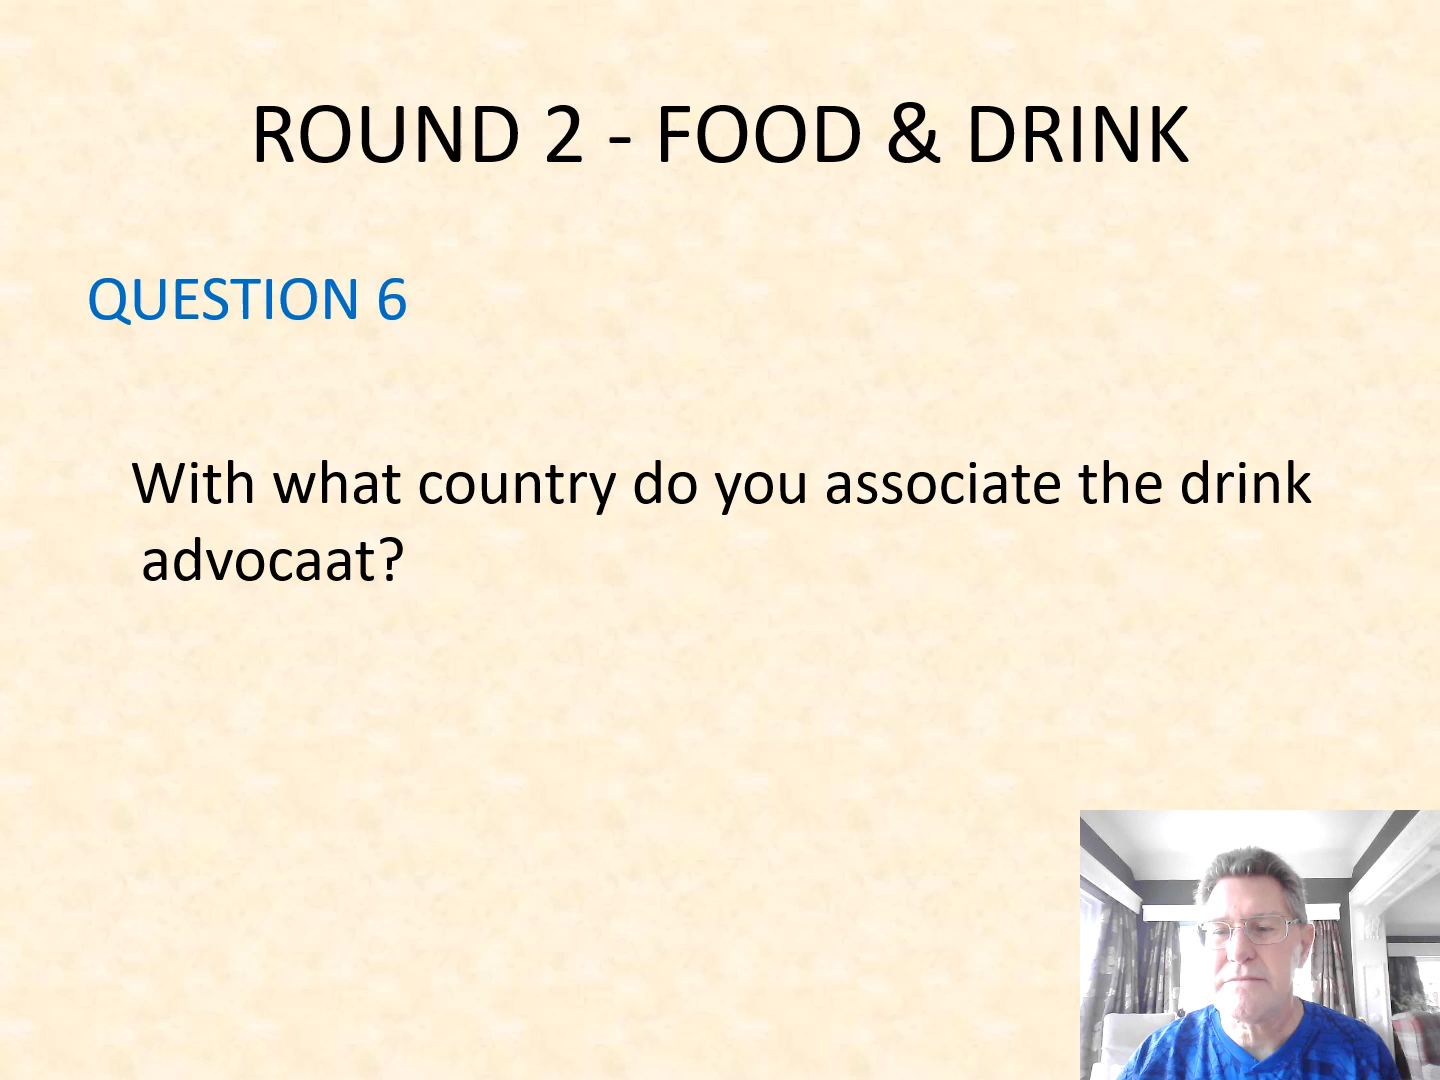 ROUND 2 - FOOD & DRINK
QUESTION 6
With what country do you associate the drink
advocaat?